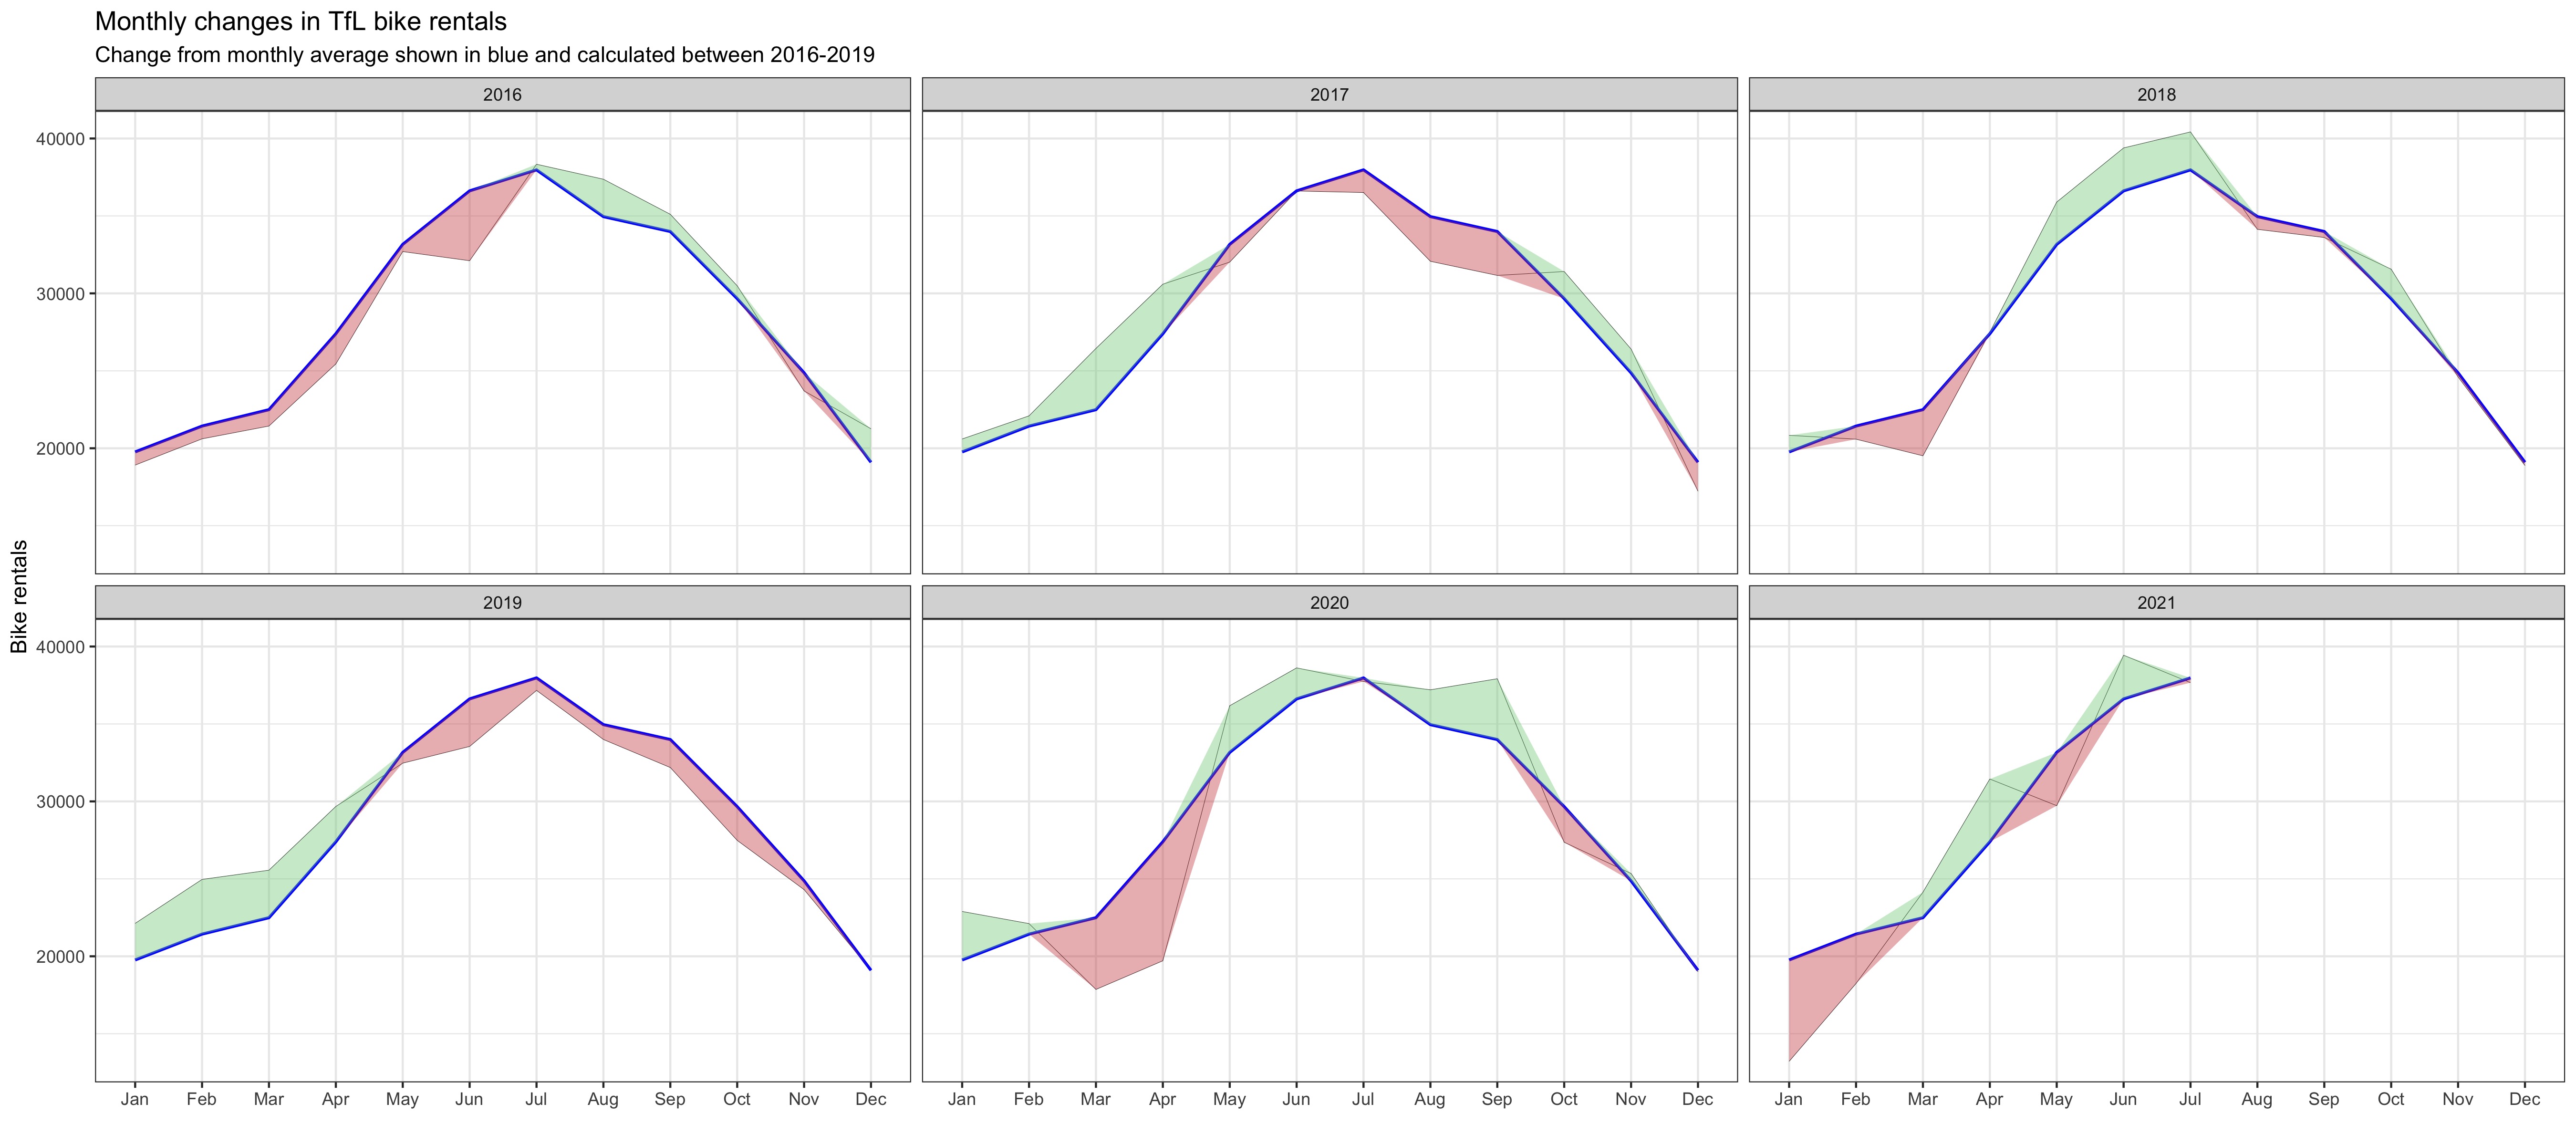 Monthly changes in TfL bike rentals
Change from monthly average shown in blue and calculated between 2016-2019
2016
2017
2018
40000
30000
20000
Bike rentals
2019
2020
2021
40000
30000
20000
Jan Feb Mar Apr May Jun Jul Aug Sep Oct Nov Dec
Jan Feb Mar Apr May Jun Jul Aug Sep Oct Nov Dec
Jan Feb Mar Apr May Jun Jul Aug Sep Oct Nov Dec